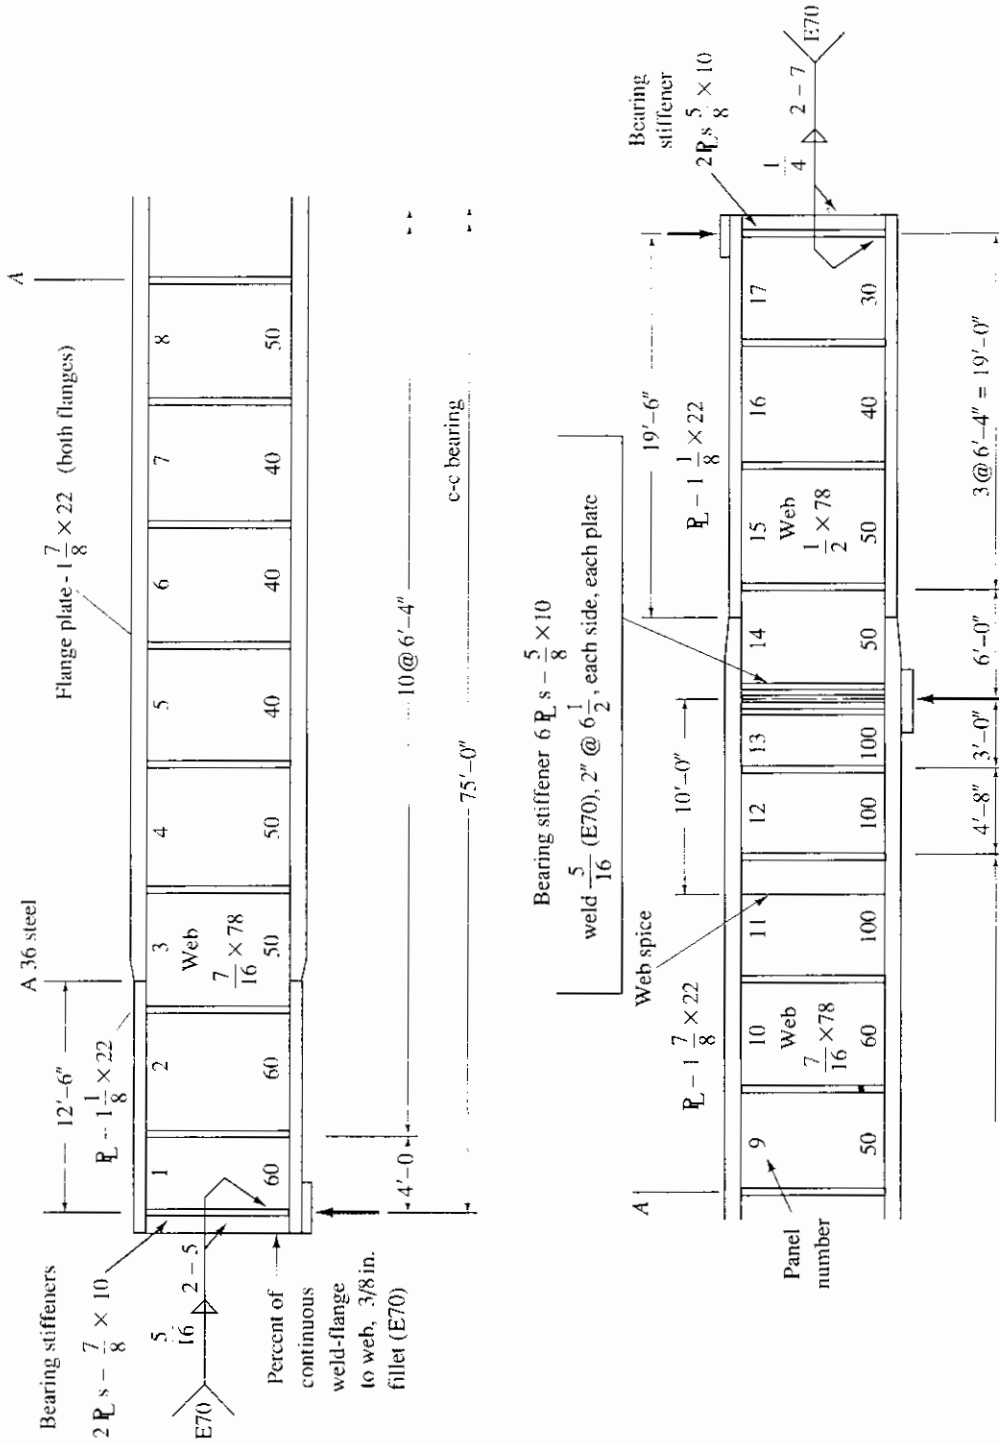 A
Flange plate - 1 7/8 × 22 (both flanges)
A 36 steel
12′–6″
℄ – 1 1/8 × 22
Bearing stiffeners
2 ℄ s – 7/8 × 10
5/16
2 – 5
E70
Percent of
continuous
weld-flange
to web, 3/8 in.
fillet (E70)
1 2 3 4 5 6 7 8
Web
7/16 × 78
60 60 50 50 40 40 40 50
4′–0
10 @ 6′–4″
75′–0″
c-c bearing
Bearing stiffener 6 ℄ s – 5/8 × 10
weld 5/16 (E70), 2″ @ 6 1/2, each side, each plate
Bearing
stiffener
2 ℄ s 5/8 × 10
1/4
2 – 7
E70
19′–6″
℄ – 1 1/8 × 22
10′–0″
Web spice
℄ – 1 7/8 × 22
A
9 10 11 12 13 14 15 16 17
Web
7/16 × 78
Web
1/2 × 78
50 60 100 100 100 50 50 40 30
Panel
number
4′–8″
3′–0″
6′–0″
3 @ 6′–4″ = 19′–0″